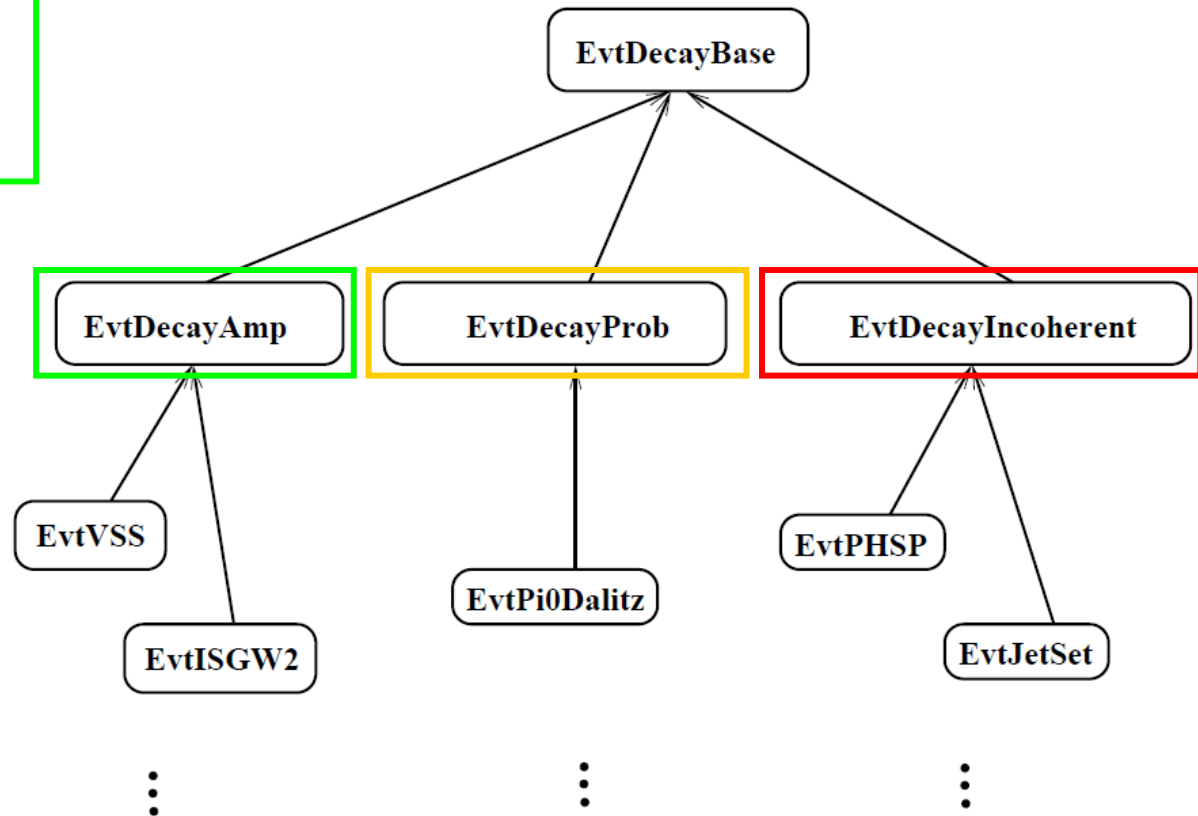 EvtDecayBase
EvtDecayAmp
EvtDecayProb
EvtDecayIncoherent
EvtVSS
EvtPHSP
EvtPi0Dalitz
EvtISGW2
EvtJetSet